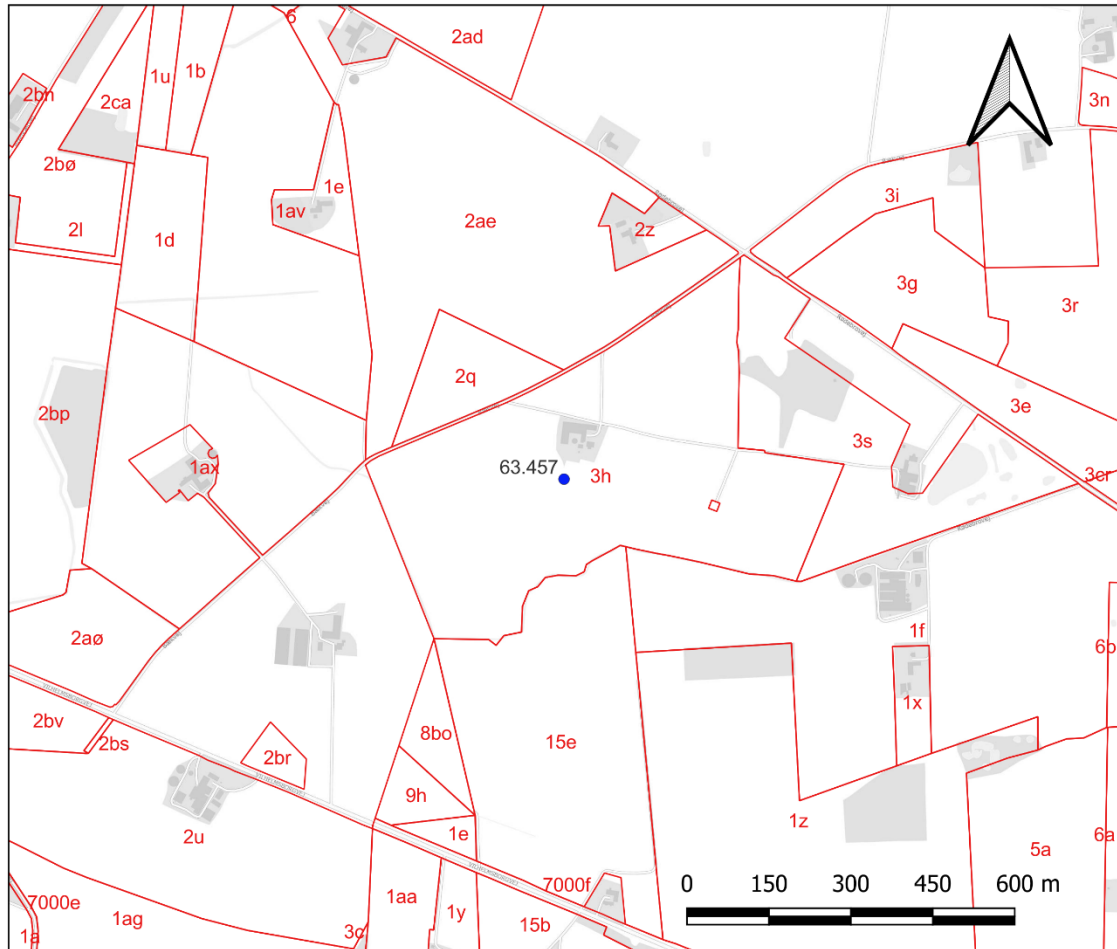 6
2ad
2bn
2ca
1u
1b
3n
2bø
1e
3i
1av
2ae
2z
2l
1d
3g
3r
2q
3e
2bp
3s
1ax
63.457
3h
3cr
2aø
1f
6b
1x
2bv
2bs
8bo
15e
2br
9h
1z
1e
6a
2u
5a
7000f
0 150 300 450 600 m
7000e
1aa
1ag
1y
15b
1a
3c